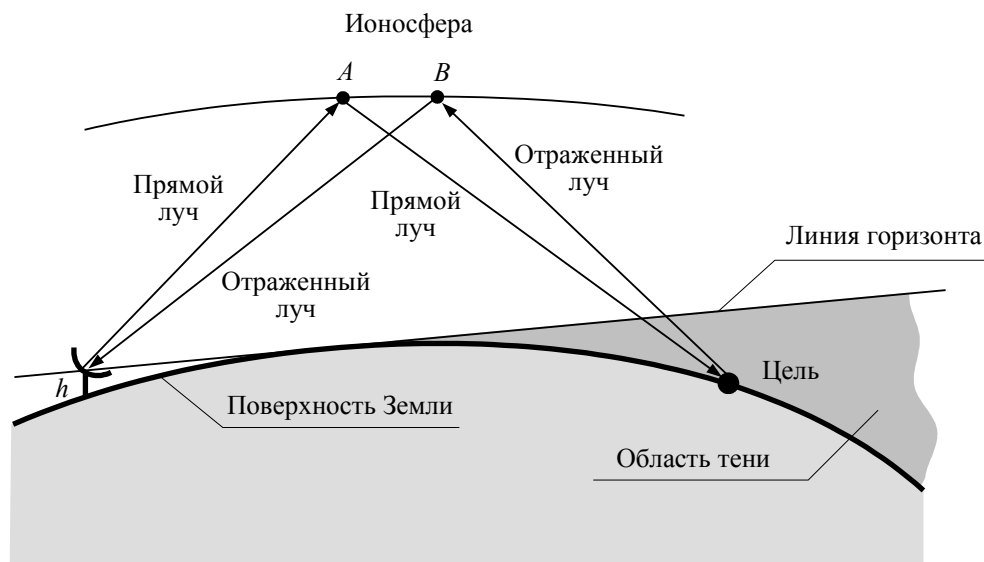 Ионосфера
A B
Прямой
луч
Прямой
луч
Отраженный
луч
Отраженный
луч
Линия горизонта
h
Поверхность Земли
Цель
Область тени